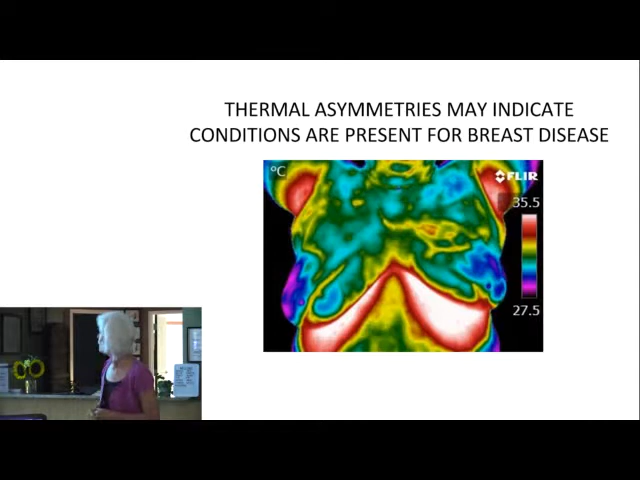 THERMAL ASYMMETRIES MAY INDICATE
CONDITIONS ARE PRESENT FOR BREAST DISEASE
°C
FLIR
35.5
27.5